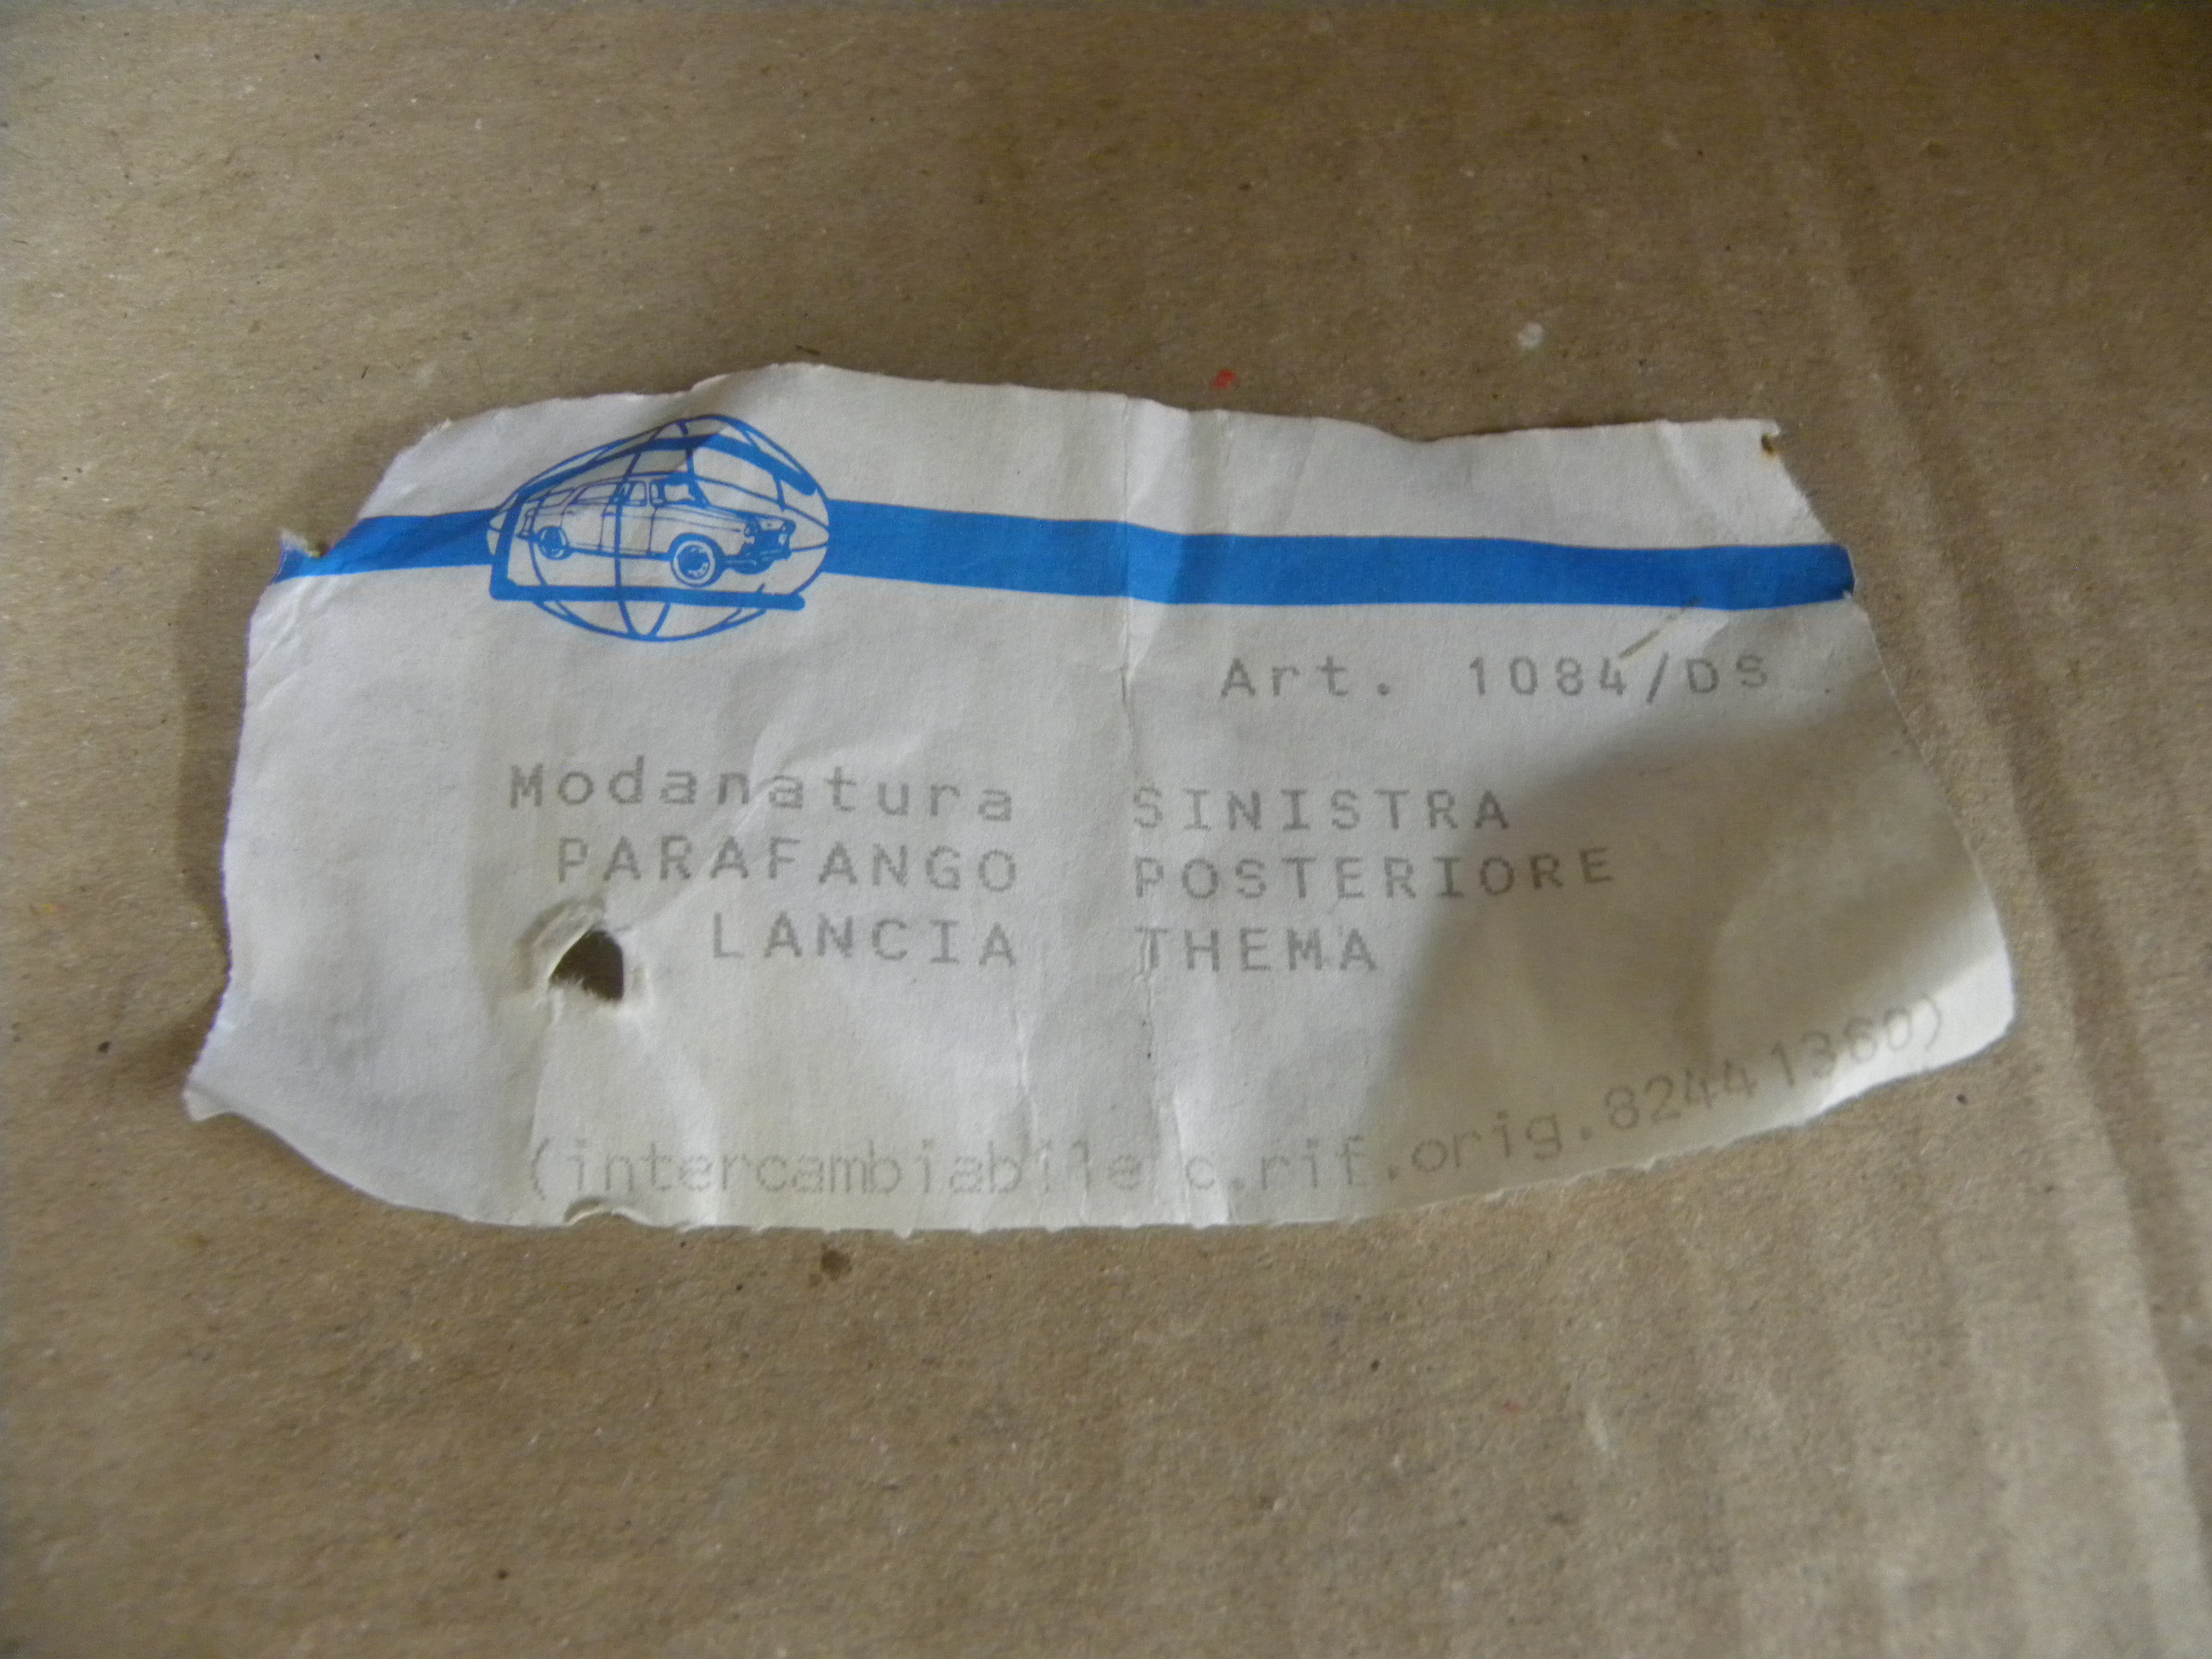 Art. 1084/DS
Modanatura SINISTRA
PARAFANGO POSTERIORE
LANCIA THEMA
(intercambiabile c.rif.orig.82441360)